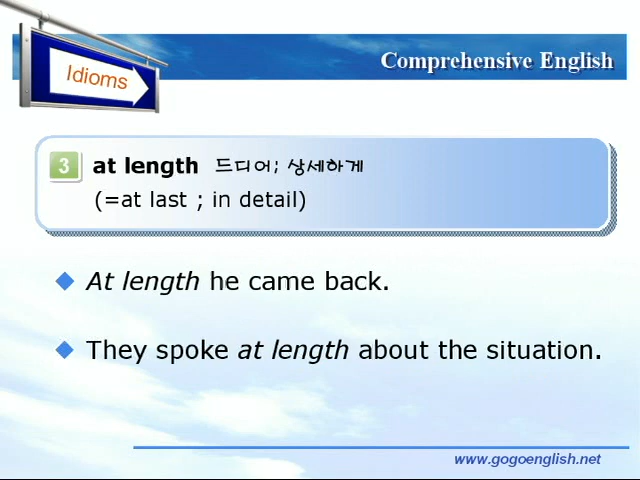 Comprehensive English
Idioms
3 at length 드디어; 상세하게
(=at last ; in detail)
At length he came back.
They spoke at length about the situation.
www.gogoenglish.net